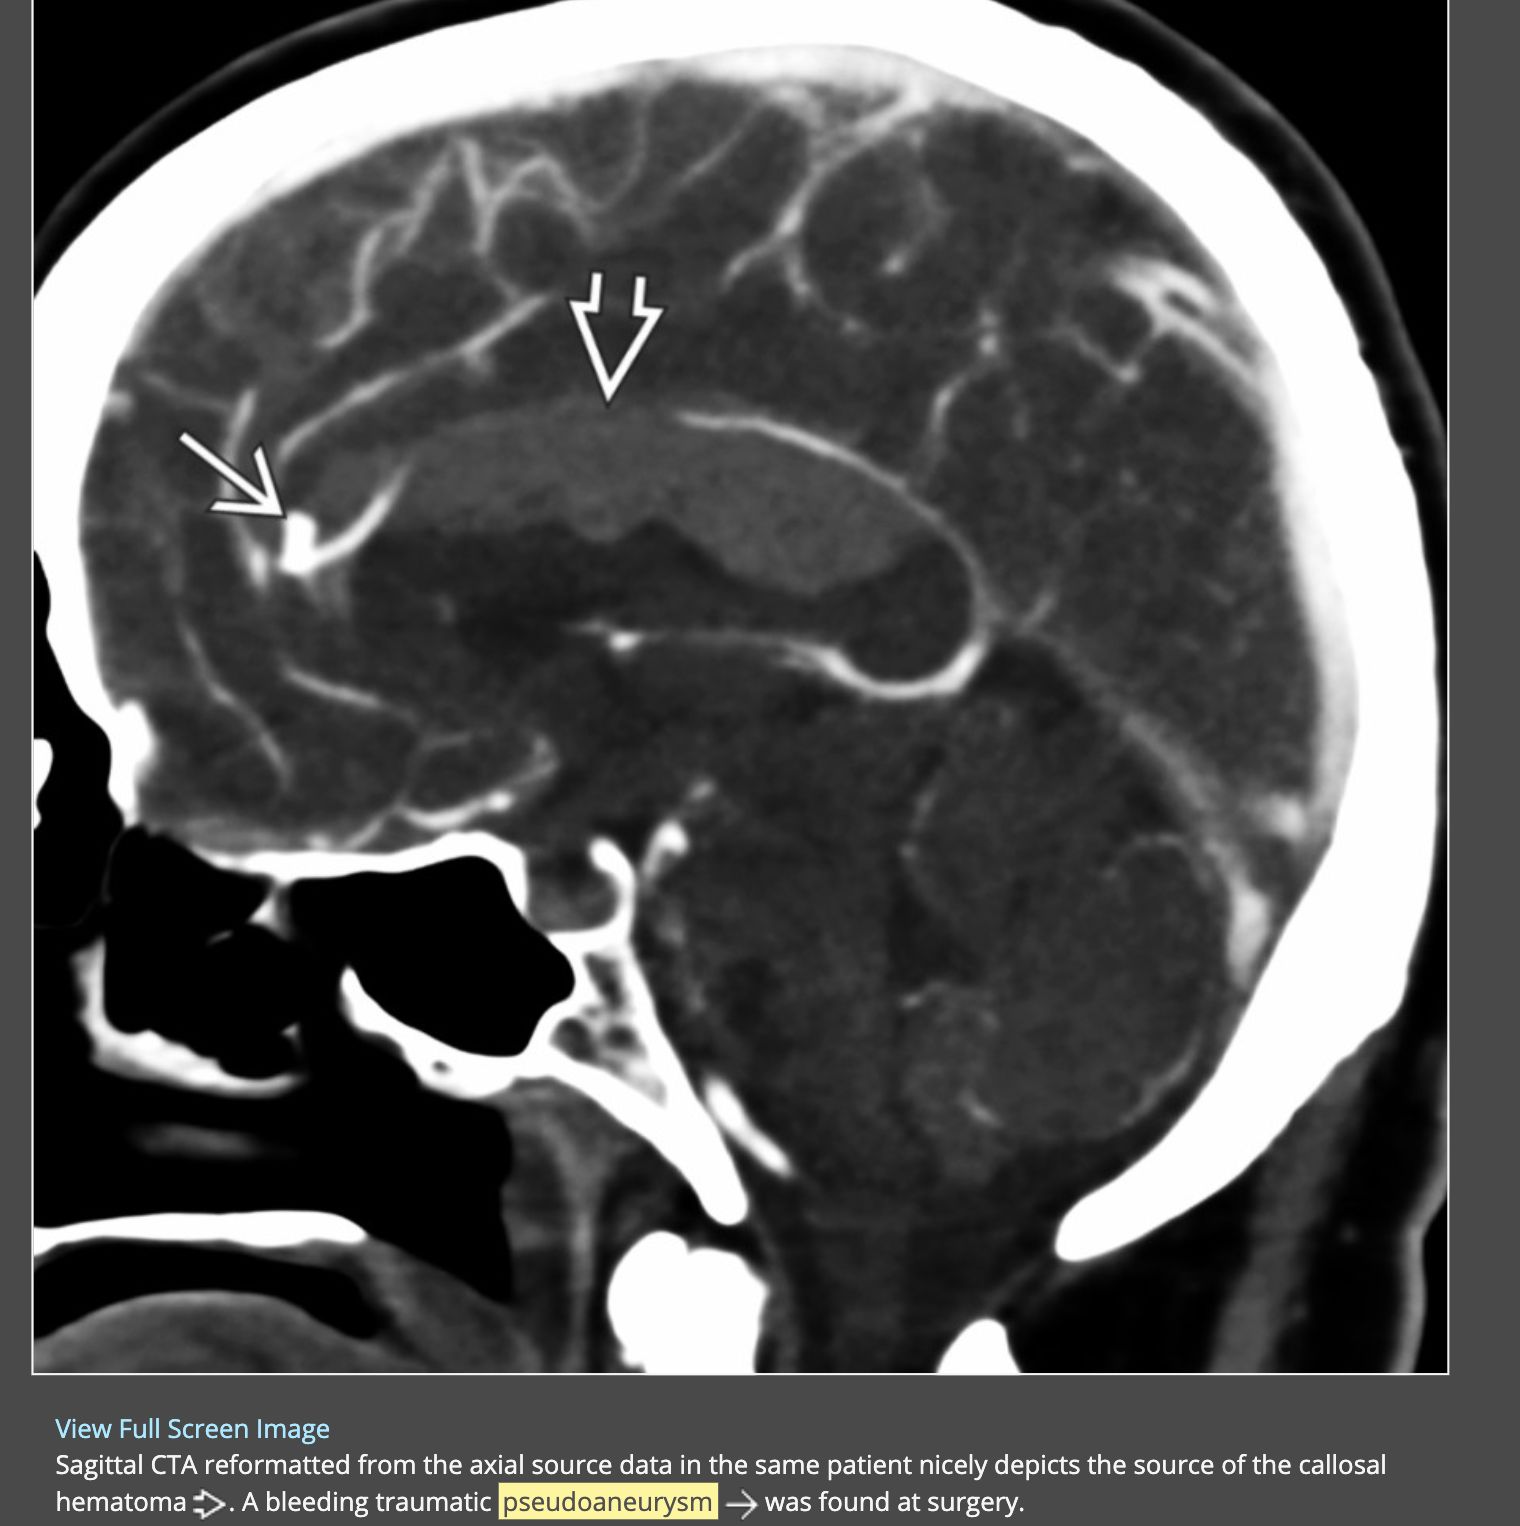 View Full Screen Image
Sagittal CTA reformatted from the axial source data in the same patient nicely depicts the source of the callosal
hematoma . A bleeding traumatic pseudoaneurysm was found at surgery.